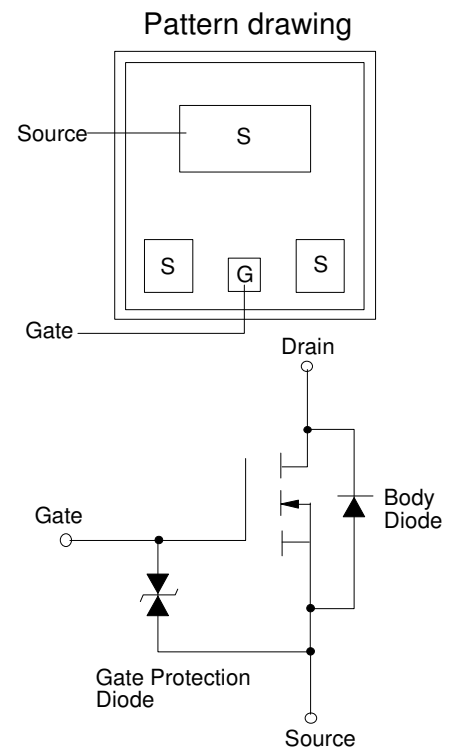 Pattern drawing
Source
S
S
G
S
Gate
Drain
Gate
Body
Diode
Gate Protection
Diode
Source